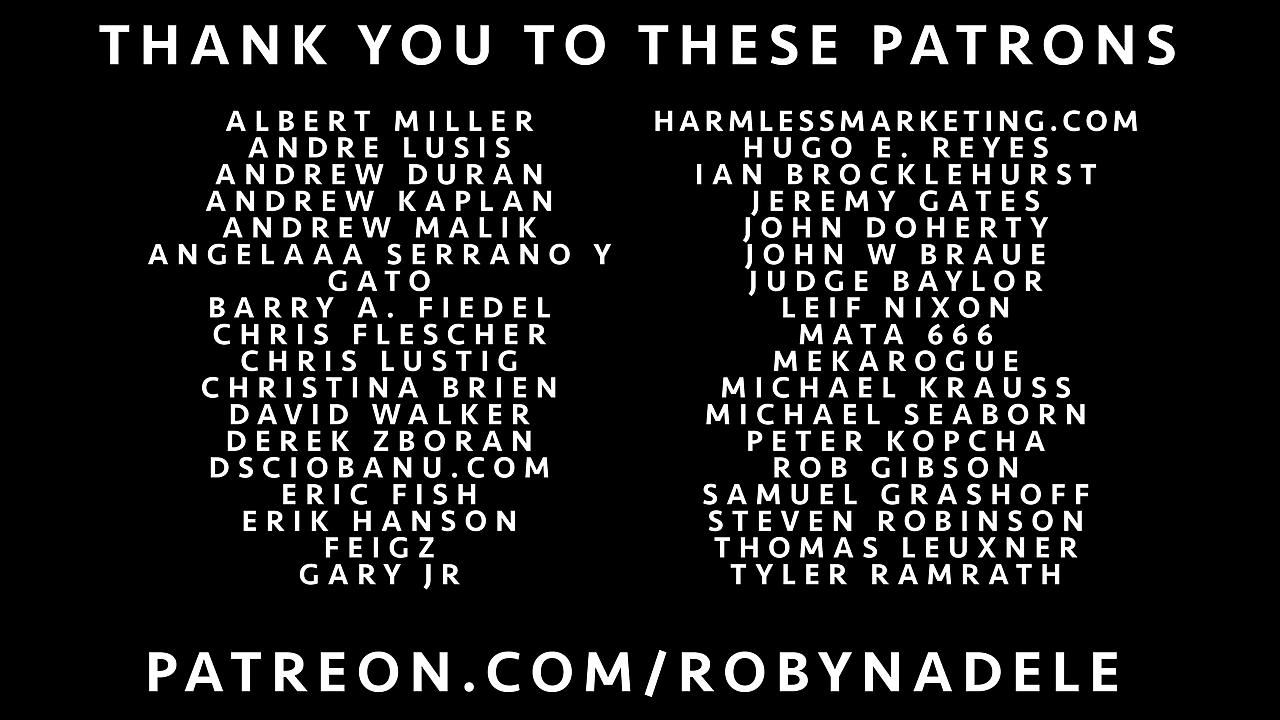 THANK YOU TO THESE PATRONS
ALBERT MILLER
ANDRE LUSIS
ANDREW DURAN
ANDREW KAPLAN
ANDREW MALIK
ANGELAAA SERRANO Y
GATO
BARRY A. FIEDEL
CHRIS FLESCHER
CHRIS LUSTIG
CHRISTINA BRIEN
DAVID WALKER
DEREK ZBORAN
DSCIOBANU.COM
ERIC FISH
ERIK HANSON
FEIGZ
GARY JR
HARMLESSMARKETING.COM
HUGO E. REYES
IAN BROCKLEHURST
JEREMY GATES
JOHN DOHERTY
JOHN W BRAUE
JUDGE BAYLOR
LEIF NIXON
MATA 666
MEKAROGUE
MICHAEL KRAUSS
MICHAEL SEABORN
PETER KOPCHA
ROB GIBSON
SAMUEL GRASHOFF
STEVEN ROBINSON
THOMAS LEUXNER
TYLER RAMRATH
PATREON.COM/ROBYNADELE